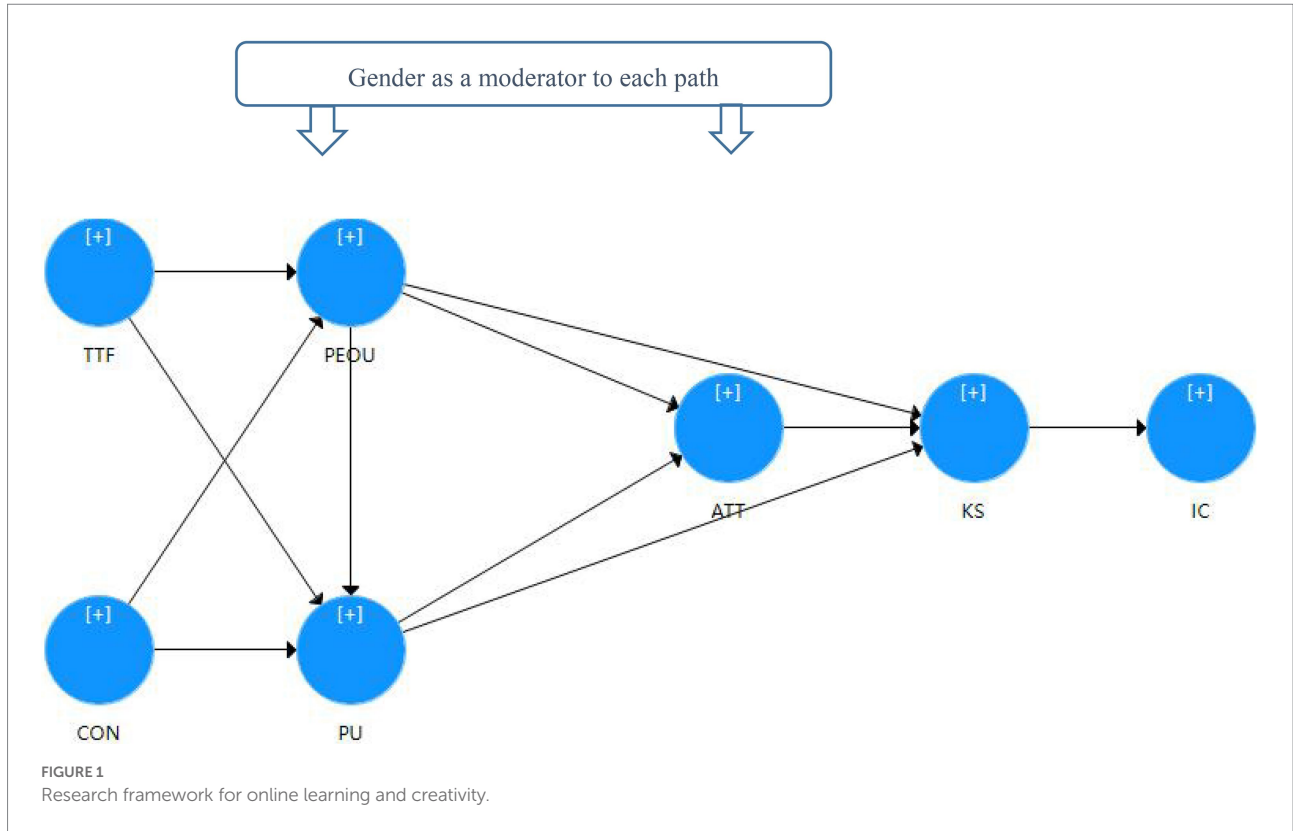 Gender as a moderator to each path
[+]
[+]
TTF
PEOU
[+]
[+]
[+]
ATT
KS
IC
[+]
[+]
CON
PU
FIGURE 1
Research framework for online learning and creativity.